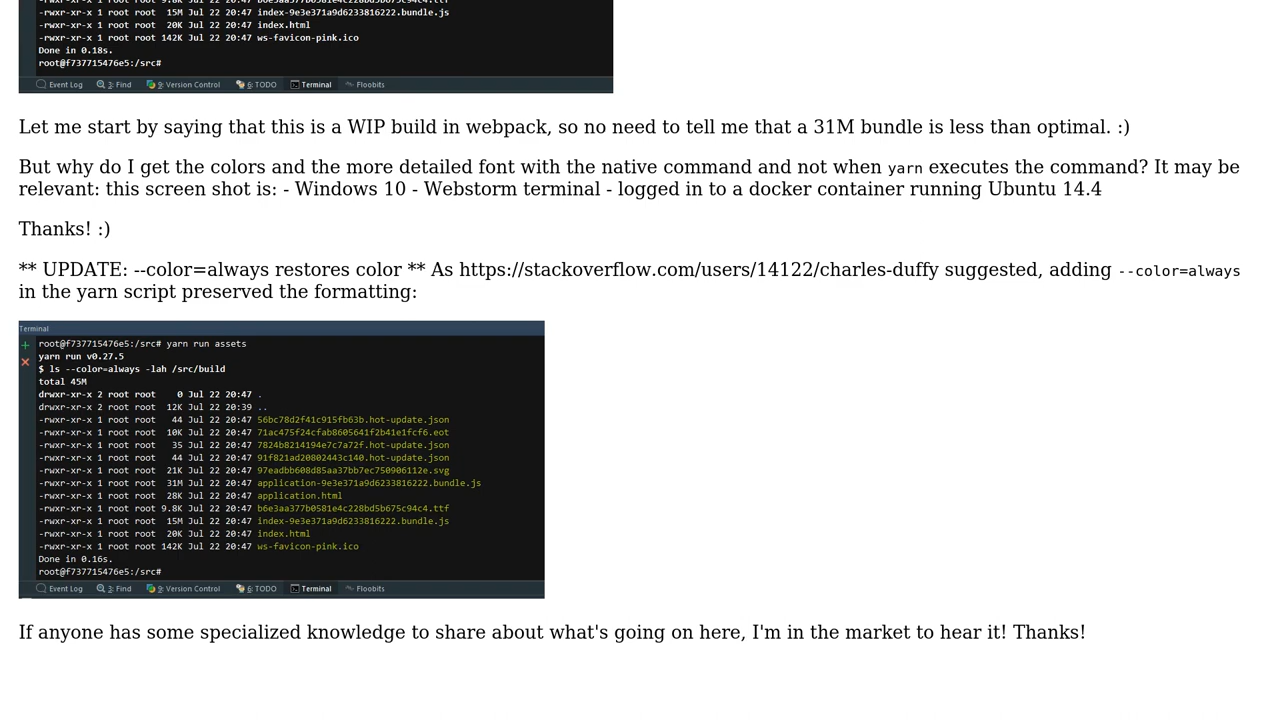 -rwxr-xr-x 1 root root 9.8K Jul 22 20:47 b6e3aa377b0581e4c228bd5b675c94c4.ttf
-rwxr-xr-x 1 root root  15M Jul 22 20:47 index-9e3e371a9d6233816222.bundle.js
-rwxr-xr-x 1 root root  20K Jul 22 20:47 index.html
-rwxr-xr-x 1 root root 142K Jul 22 20:47 ws-favicon-pink.ico
Done in 0.18s.
root@f737715476e5:/src#
Event Log 3: Find 9: Version Control 6: TODO Terminal Floobits
Let me start by saying that this is a WIP build in webpack, so no need to tell me that a 31M bundle is less than optimal. :)
But why do I get the colors and the more detailed font with the native command and not when yarn executes the command? It may be
relevant: this screen shot is: - Windows 10 - Webstorm terminal - logged in to a docker container running Ubuntu 14.4
Thanks! :)
** UPDATE: --color=always restores color ** As https://stackoverflow.com/users/14122/charles-duffy suggested, adding --color=always
in the yarn script preserved the formatting:
Terminal
root@f737715476e5:/src# yarn run assets
yarn run v0.27.5
$ ls --color=always -lah /src/build
total 45M
drwxr-xr-x 2 root root    0 Jul 22 20:47 .
drwxr-xr-x 2 root root  12K Jul 22 20:39 ..
-rwxr-xr-x 1 root root   44 Jul 22 20:47 56bc78d2f41c915fb63b.hot-update.json
-rwxr-xr-x 1 root root  10K Jul 22 20:47 71ac475f24cfab8605641f2b41e1fcf6.eot
-rwxr-xr-x 1 root root   35 Jul 22 20:47 7824b8214194e7c7a72f.hot-update.json
-rwxr-xr-x 1 root root   44 Jul 22 20:47 91f821ad20802443c140.hot-update.json
-rwxr-xr-x 1 root root  21K Jul 22 20:47 97eadbb608d85aa37bb7ec750906112e.svg
-rwxr-xr-x 1 root root  31M Jul 22 20:47 application-9e3e371a9d6233816222.bundle.js
-rwxr-xr-x 1 root root  28K Jul 22 20:47 application.html
-rwxr-xr-x 1 root root 9.8K Jul 22 20:47 b6e3aa377b0581e4c228bd5b675c94c4.ttf
-rwxr-xr-x 1 root root  15M Jul 22 20:47 index-9e3e371a9d6233816222.bundle.js
-rwxr-xr-x 1 root root  20K Jul 22 20:47 index.html
-rwxr-xr-x 1 root root 142K Jul 22 20:47 ws-favicon-pink.ico
Done in 0.16s.
root@f737715476e5:/src#
Event Log 3: Find 9: Version Control 6: TODO Terminal Floobits
If anyone has some specialized knowledge to share about what's going on here, I'm in the market to hear it! Thanks!